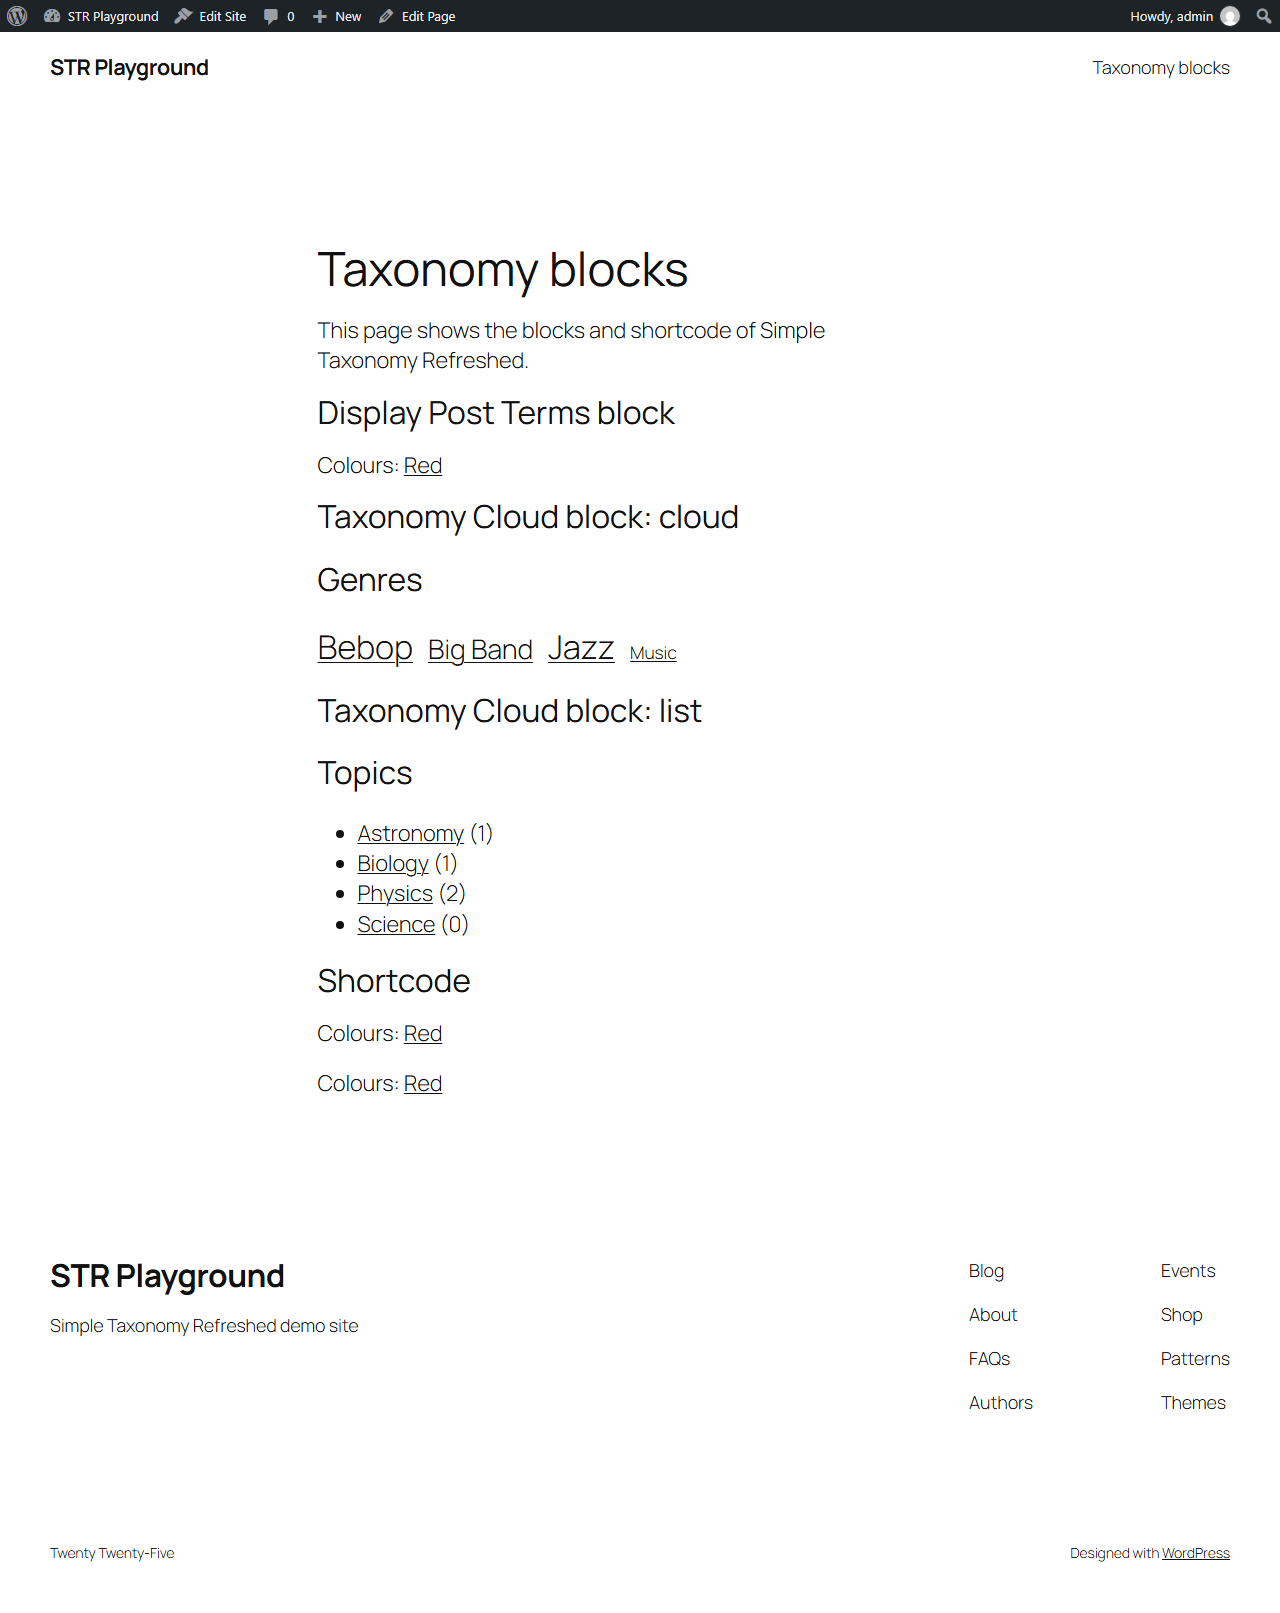 STR Playground Edit Site 0 New Edit Page Howdy, admin
STR Playground Taxonomy blocks
Taxonomy blocks
This page shows the blocks and shortcode of Simple
Taxonomy Refreshed.
Display Post Terms block
Colours: Red
Taxonomy Cloud block: cloud
Genres
Bebop Big Band Jazz Music
Taxonomy Cloud block: list
Topics
Astronomy (1)
Biology (1)
Physics (2)
Science (0)
Shortcode
Colours: Red
Colours: Red
STR Playground
Simple Taxonomy Refreshed demo site
Blog
About
FAQs
Authors
Events
Shop
Patterns
Themes
Twenty Twenty-Five
Designed with WordPress